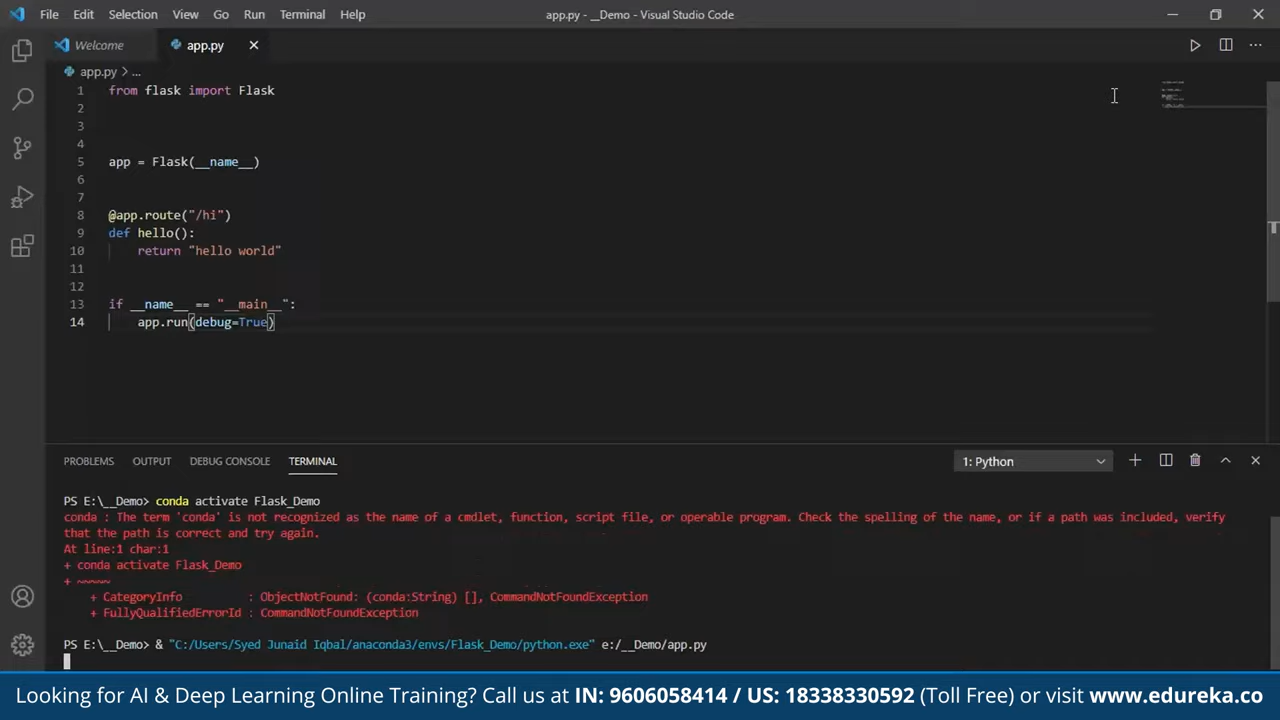 File Edit Selection View Go Run Terminal Help app.py - __Demo - Visual Studio Code
Welcome app.py
app.py > ...
1 from flask import Flask
2
3
4
5 app = Flask(__name__)
6
7
8 @app.route("/hi")
9 def hello():
10 return "hello world"
11
12
13 if __name__ == "__main__":
14 app.run(debug=True)
PROBLEMS OUTPUT DEBUG CONSOLE TERMINAL 1: Python
PS E:\__Demo> conda activate Flask_Demo
conda : The term 'conda' is not recognized as the name of a cmdlet, function, script file, or operable program. Check the spelling of the name, or if a path was included, verify
that the path is correct and try again.
At line:1 char:1
+ conda activate Flask_Demo
+ ~~~~~
+ CategoryInfo : ObjectNotFound: (conda:String) [], CommandNotFoundException
+ FullyQualifiedErrorId : CommandNotFoundException
PS E:\__Demo> & "C:/Users/Syed Junaid Iqbal/anaconda3/envs/Flask_Demo/python.exe" e:/__Demo/app.py
Looking for AI & Deep Learning Online Training? Call us at IN: 9606058414 / US: 18338330592 (Toll Free) or visit www.edureka.co